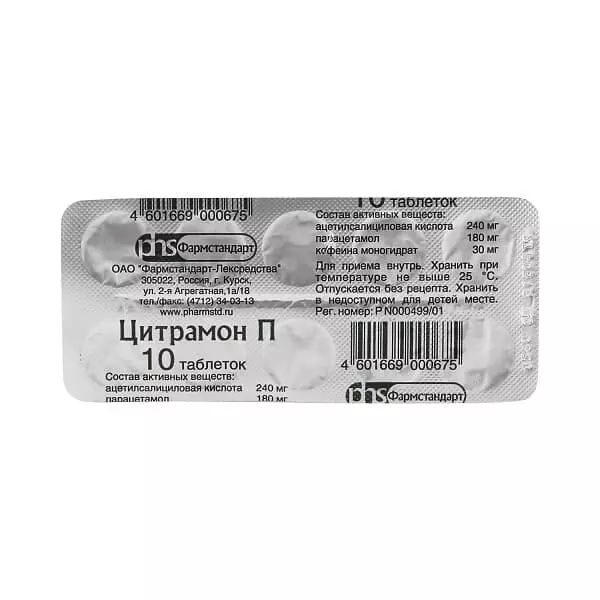 4 601669 000675
phs Фармстандарт
ОАО "Фармстандарт-Лексредства"
305022, Россия, г. Курск,
ул. 2-я Агрегатная, 1а/18
тел./факс: (4712) 34-03-13
www.pharmstd.ru
Цитрамон П
10 таблеток
Состав активных веществ:
ацетилсалициловая кислота 240 мг
парацетамол 180 мг
10 таблеток
Состав активных веществ:
ацетилсалициловая кислота 240 мг
парацетамол 180 мг
кофеина моногидрат 30 мг
Для приема внутрь. Хранить при
температуре не выше 25 °С.
Отпускается без рецепта. Хранить
в недоступном для детей месте.
Рег. номер: Р N000499/01
4 601669 000675
phs Фармстандарт